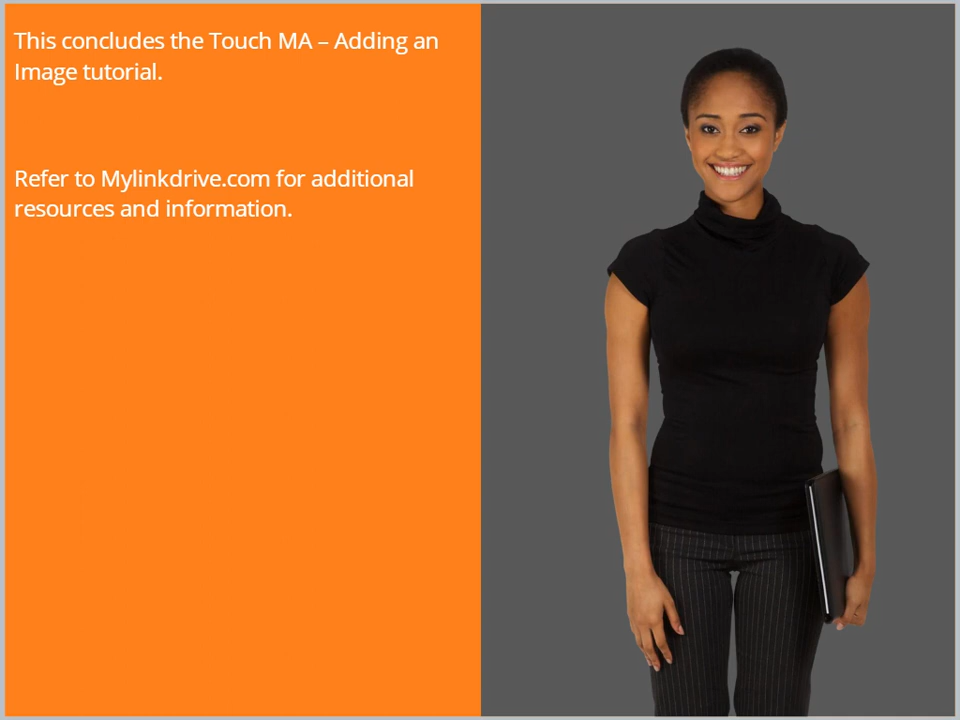 This concludes the Touch MA – Adding an
Image tutorial.
Refer to Mylinkdrive.com for additional
resources and information.